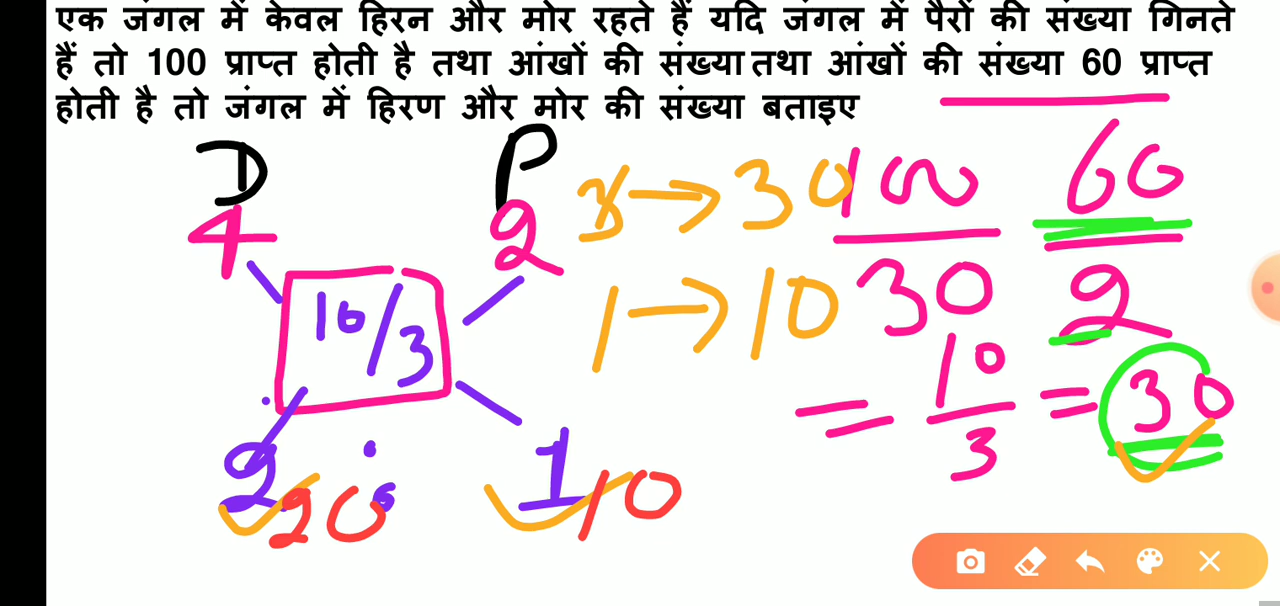 एक जंगल में केवल हिरन और मोर रहते हैं यदि जंगल में पैरों की संख्या गिनते
हैं तो 100 प्राप्त होती है तथा आंखों की संख्या तथा आंखों की संख्या 60 प्राप्त
होती है तो जंगल में हिरण और मोर की संख्या बताइए
D P 3 → 30 100 60
4 2 1 → 10 30 2
10/3 = 10/3 = 30
2 : 1
20 10